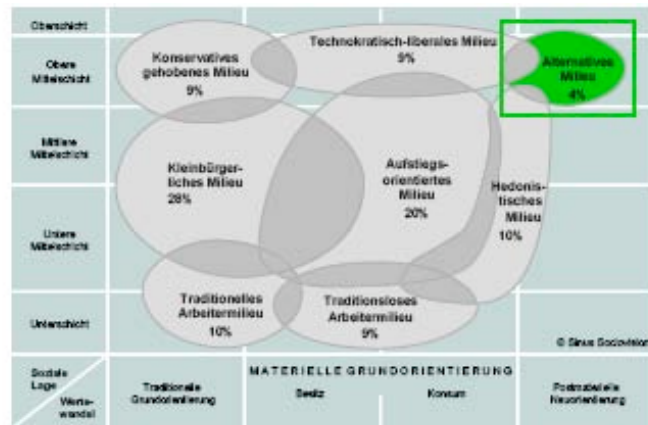 Oberschicht
Obere
Mittelschicht
Mittlere
Mittelschicht
Untere
Mittelschicht
Unterschicht
Konservatives
gehobenes Milieu
9%
Technokratisch-liberales Milieu
9%
Alternatives
Milieu
4%
Kleinbürger-
liches Milieu
28%
Aufstiegs-
orientiertes
Milieu
20%
Hedonis-
tisches
Milieu
10%
Traditionelles
Arbeitermilieu
10%
Traditionsloses
Arbeitermilieu
9%
© Sinus Sociovision
Soziale
Lage
Werte-
wandel
Traditionelle
Grundorientierung
MATERIELLE GRUNDORIENTIERUNG
Besitz
Konsum
Postmaterielle
Neuorientierung